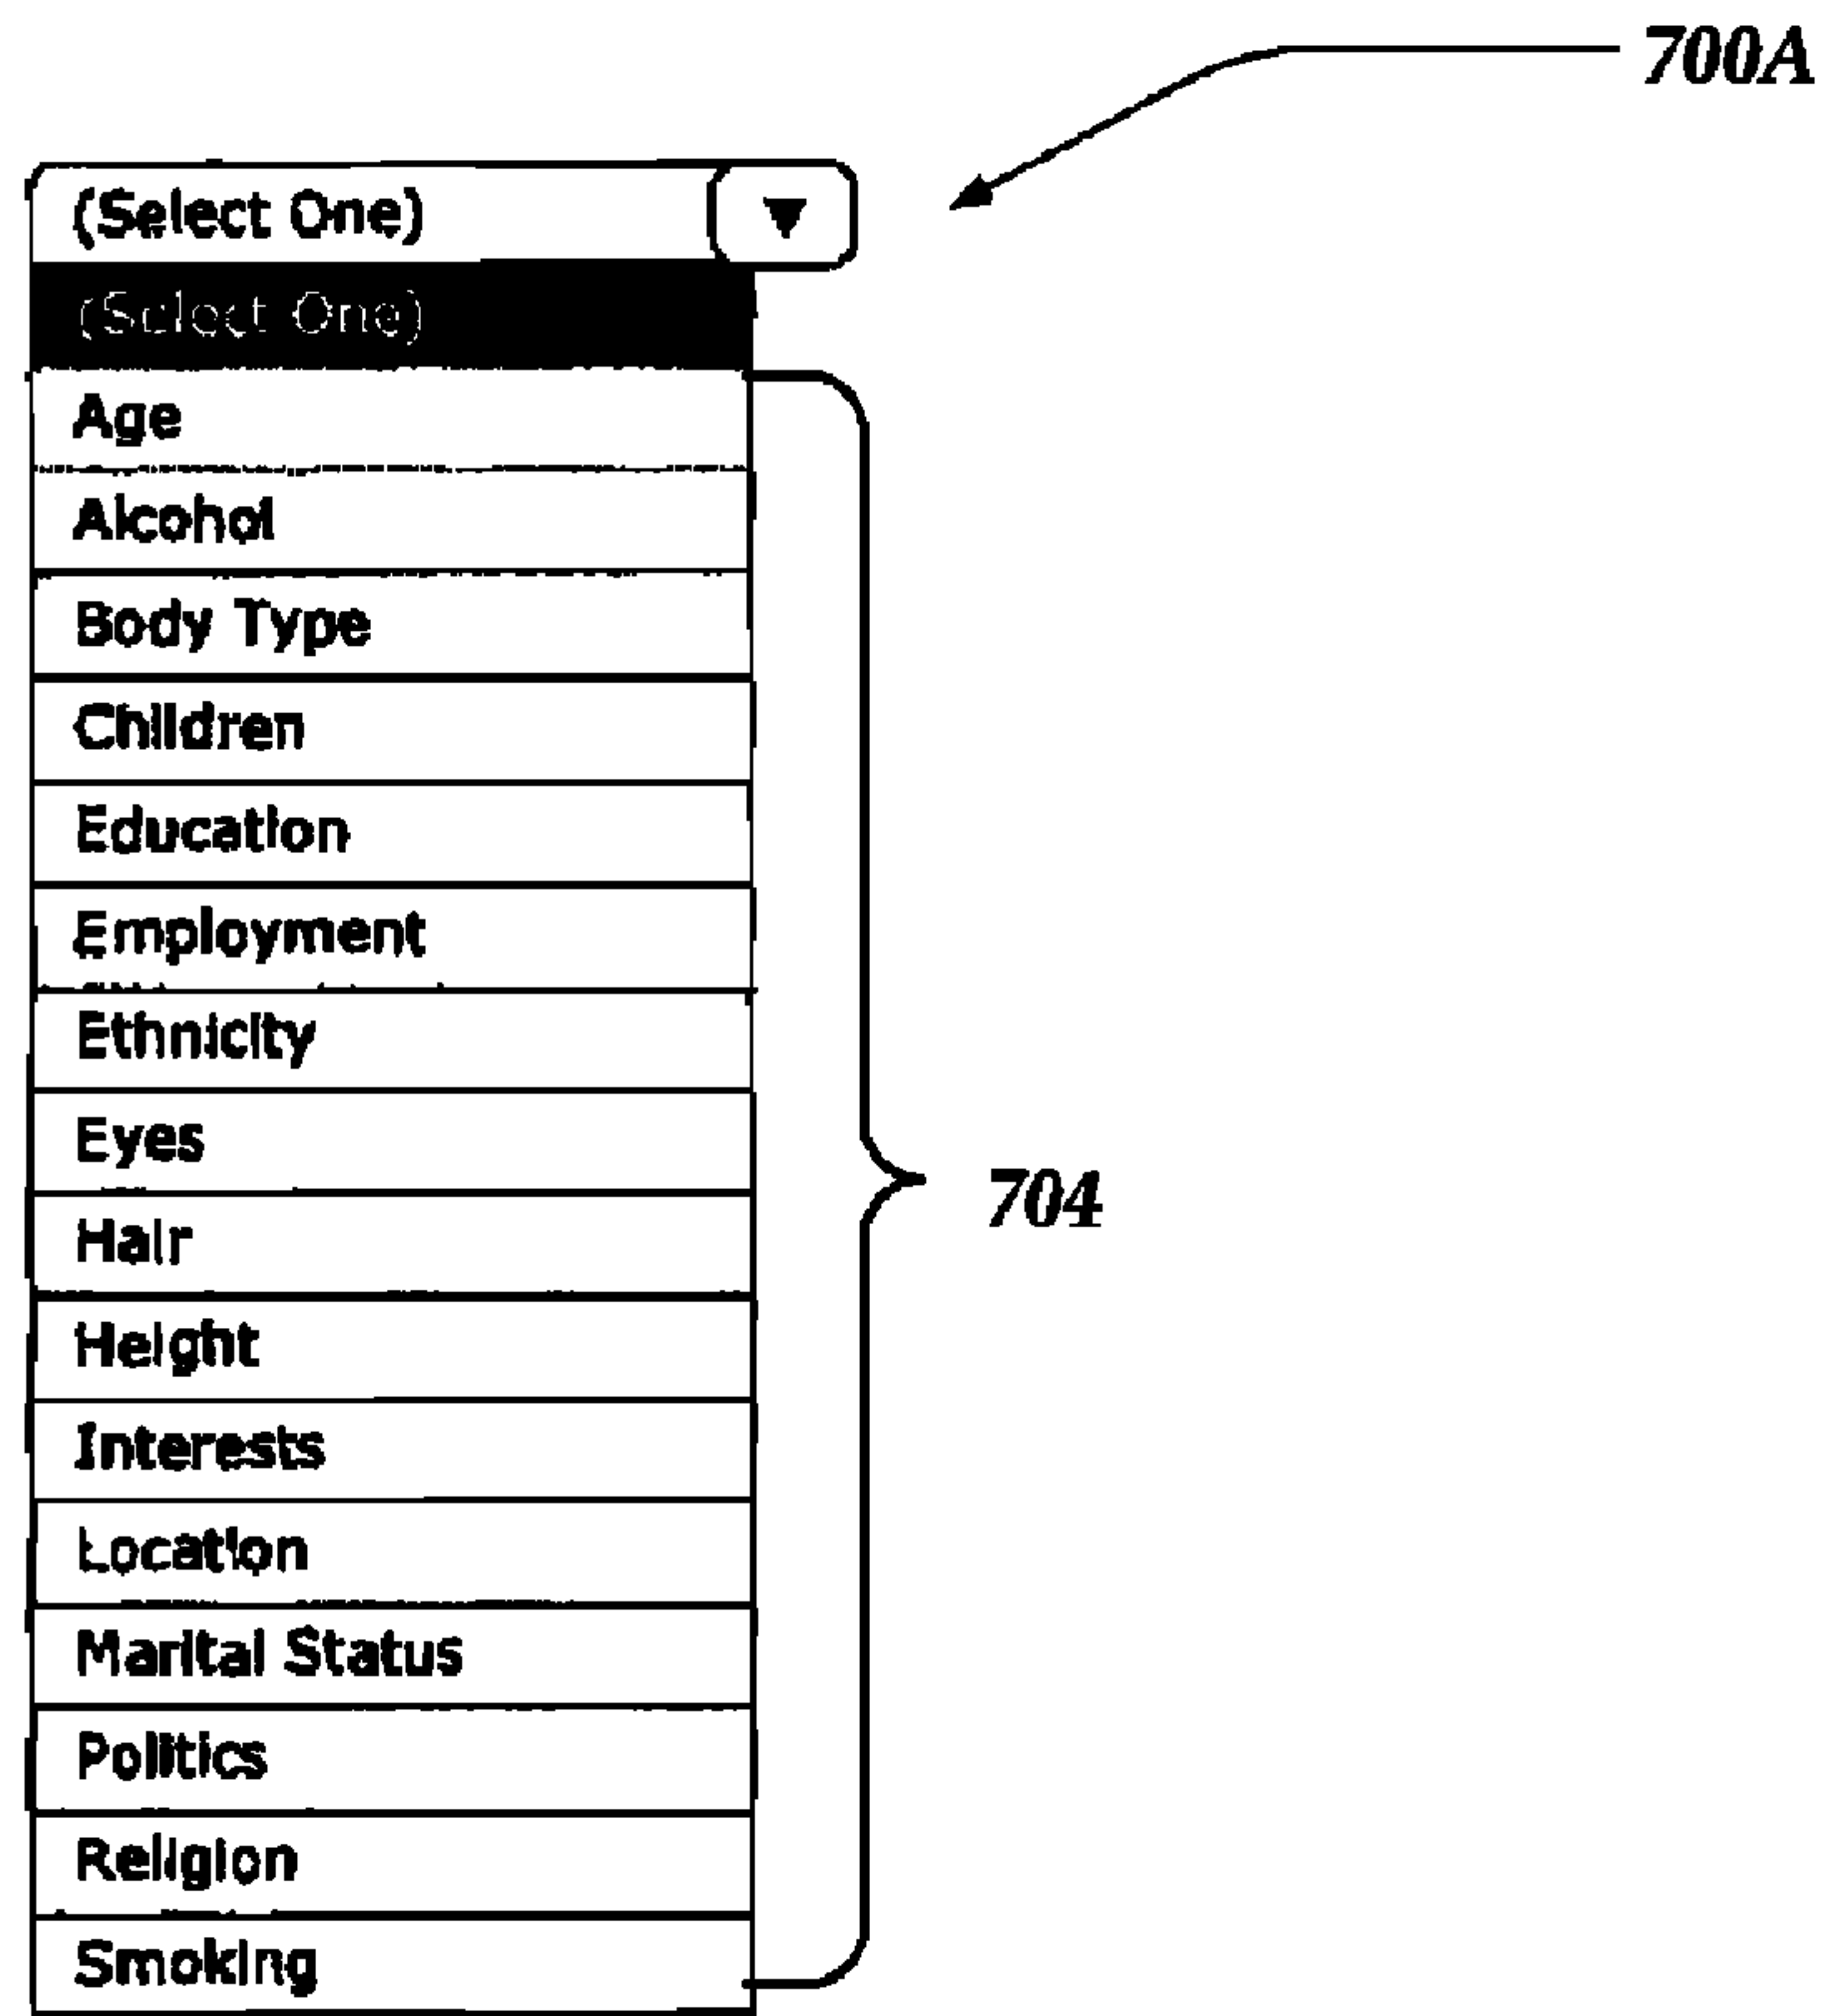 700A
(Select One)
(Select One)
Age
Alcohol
Body Type
Children
Education
Employment
Ethnicity
Eyes
704
Hair
Height
Interests
Location
Marital Status
Politics
Religion
Smoking